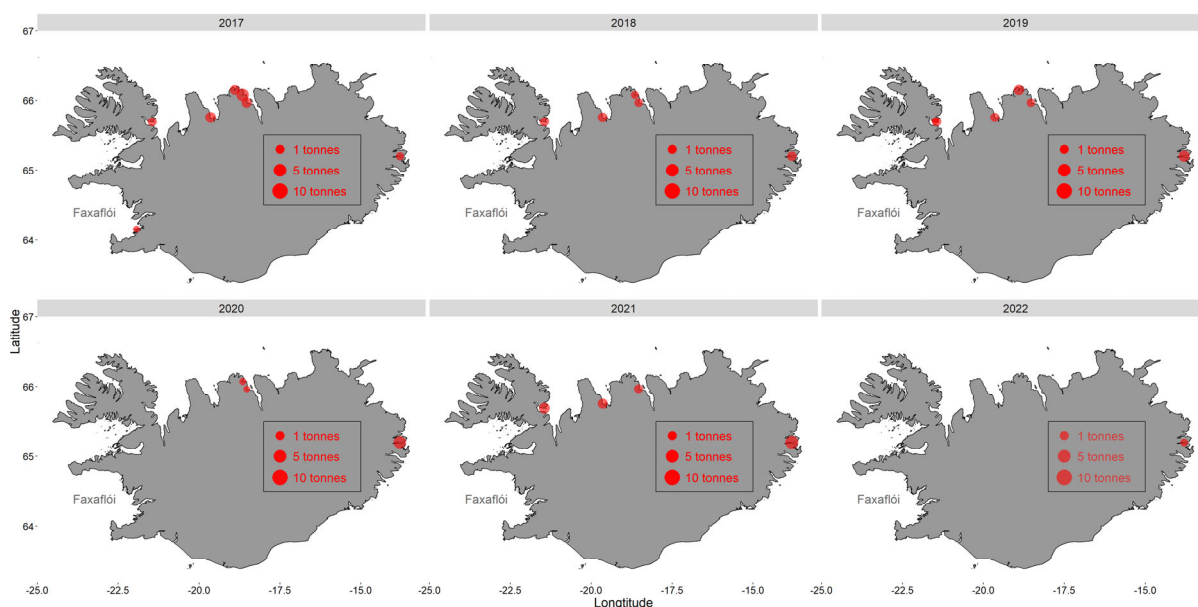 2017
2018
2019
67
66
65
64
1 tonnes
5 tonnes
10 tonnes
Faxaflói
1 tonnes
5 tonnes
10 tonnes
Faxaflói
1 tonnes
5 tonnes
10 tonnes
Faxaflói
Latitude
2020
2021
2022
67
66
65
64
1 tonnes
5 tonnes
10 tonnes
Faxaflói
1 tonnes
5 tonnes
10 tonnes
Faxaflói
1 tonnes
5 tonnes
10 tonnes
Faxaflói
-25.0 -22.5 -20.0 -17.5 -15.0 -25.0 -22.5 -20.0 -17.5 -15.0 -25.0 -22.5 -20.0 -17.5 -15.0
Longtitude